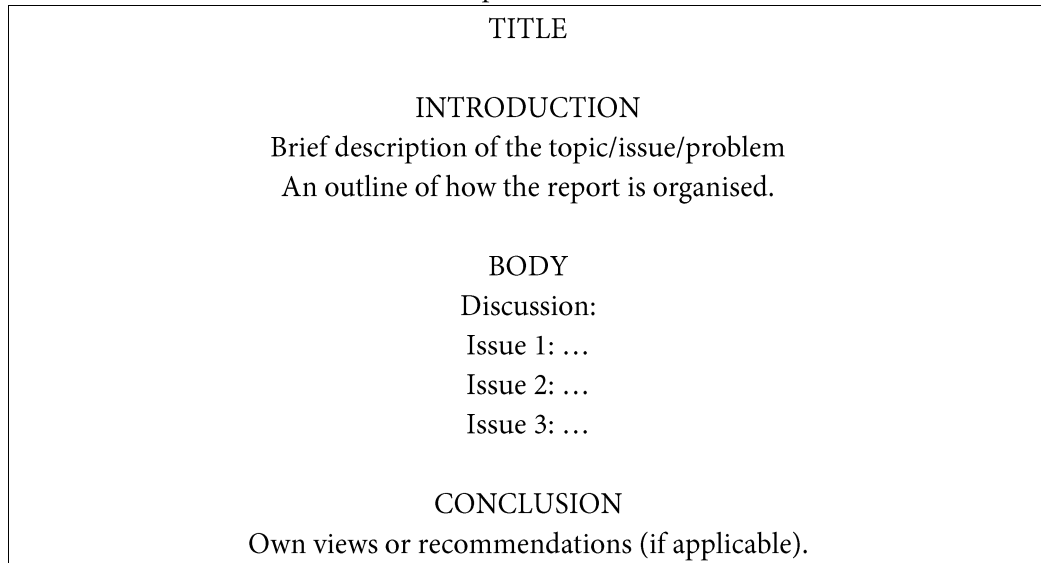 TITLE
INTRODUCTION
Brief description of the topic/issue/problem
An outline of how the report is organised.
BODY
Discussion:
Issue 1: …
Issue 2: …
Issue 3: …
CONCLUSION
Own views or recommendations (if applicable).